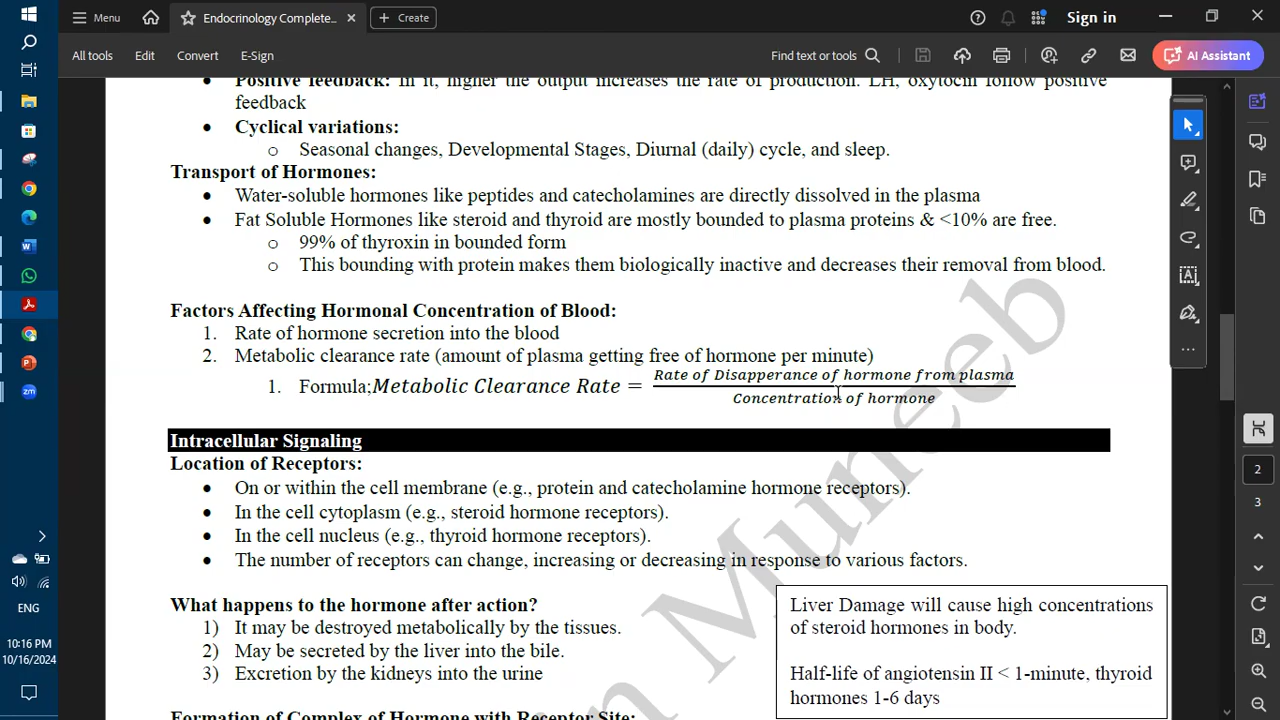 Menu
Endocrinology Complete...
Create
Sign in
All tools
Edit
Convert
E-Sign
Find text or tools
AI Assistant
Positive feedback: In it, higher the output increases the rate of production. LH, oxytocin follow positive
feedback
Cyclical variations:
Seasonal changes, Developmental Stages, Diurnal (daily) cycle, and sleep.
Transport of Hormones:
Water-soluble hormones like peptides and catecholamines are directly dissolved in the plasma
Fat Soluble Hormones like steroid and thyroid are mostly bounded to plasma proteins & <10% are free.
99% of thyroxin in bounded form
This bounding with protein makes them biologically inactive and decreases their removal from blood.
Factors Affecting Hormonal Concentration of Blood:
1. Rate of hormone secretion into the blood
2. Metabolic clearance rate (amount of plasma getting free of hormone per minute)
1. Formula; Metabolic Clearance Rate = Rate of Disapperance of hormone from plasma
Concentration of hormone
Intracellular Signaling
Location of Receptors:
On or within the cell membrane (e.g., protein and catecholamine hormone receptors).
In the cell cytoplasm (e.g., steroid hormone receptors).
In the cell nucleus (e.g., thyroid hormone receptors).
The number of receptors can change, increasing or decreasing in response to various factors.
What happens to the hormone after action?
1) It may be destroyed metabolically by the tissues.
2) May be secreted by the liver into the bile.
3) Excretion by the kidneys into the urine
Liver Damage will cause high concentrations
of steroid hormones in body.
Half-life of angiotensin II < 1-minute, thyroid
hormones 1-6 days
Formation of Complex of Hormone with Receptor Site:
Muneeb
2
3
ENG
10:16 PM
10/16/2024